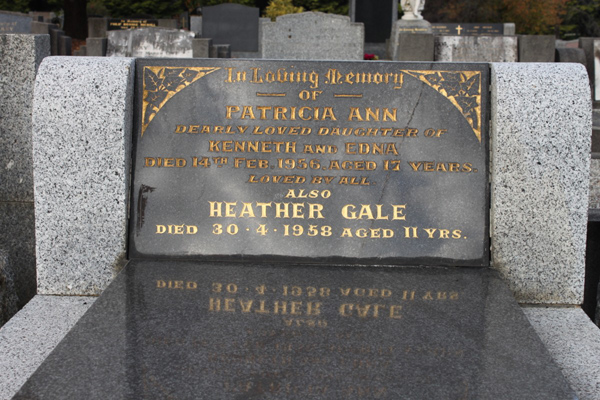 In Loving Memory
OF
PATRICIA ANN
DEARLY LOVED DAUGHTER OF
KENNETH AND EDNA
DIED 14TH FEB. 1956. AGED 17 YEARS.
LOVED BY ALL.
ALSO
HEATHER GALE
DIED 30·4·1958 AGED 11 YRS.